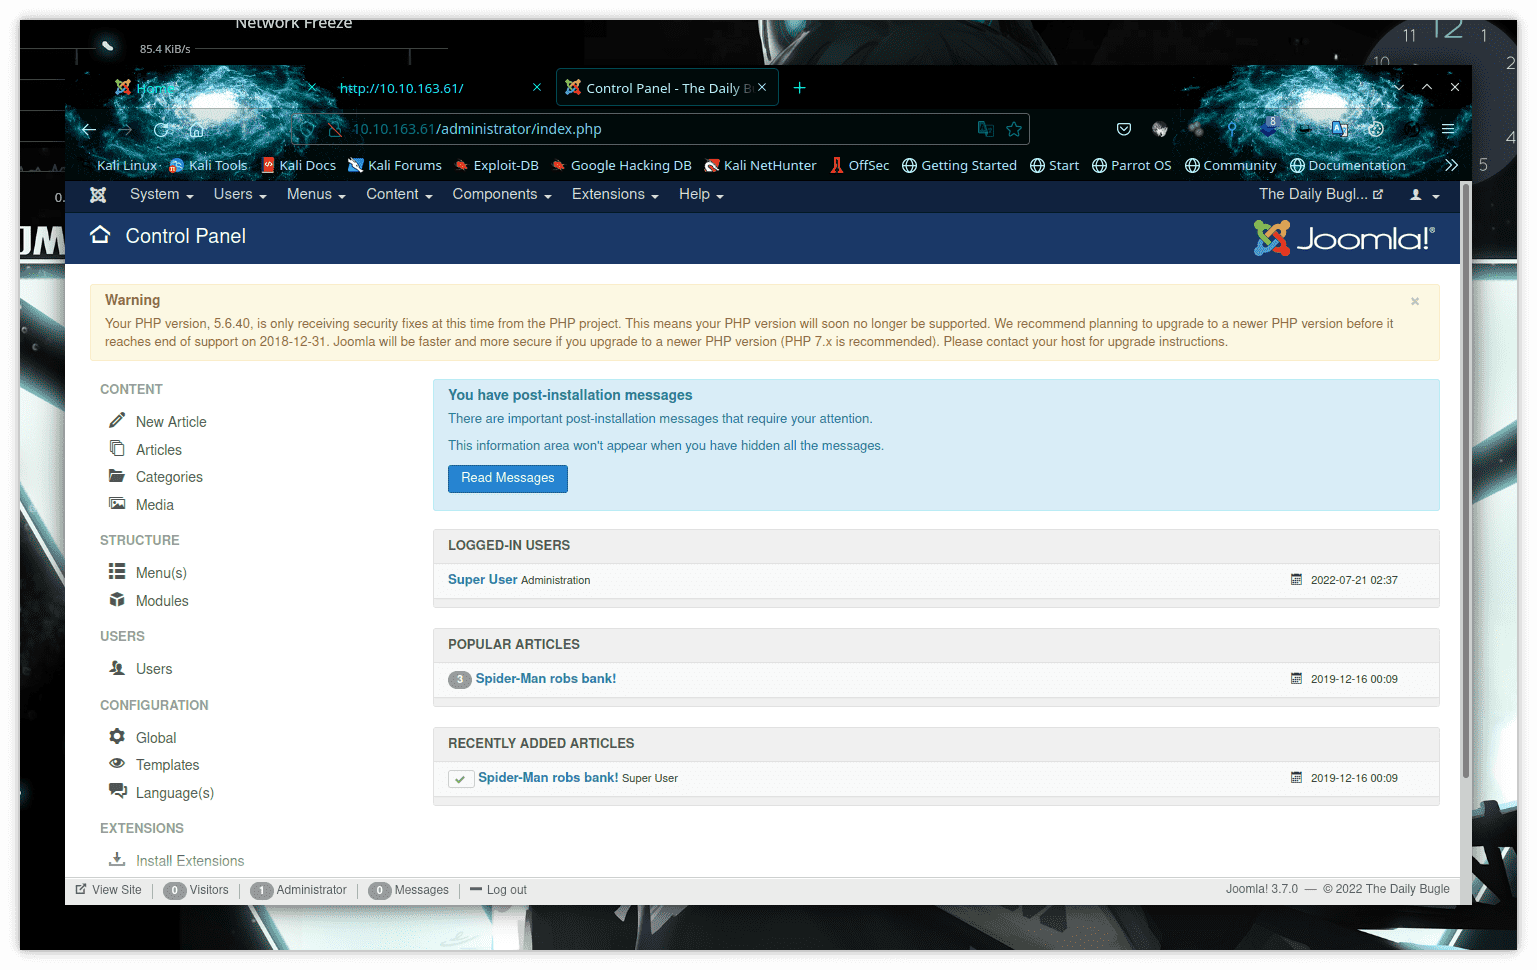 Network Freeze
85.4 KiB/s
11 12 1
10 2
4
5
0.
Home
http://10.10.163.61/
Control Panel - The Daily B
10.10.163.61/administrator/index.php
8
Kali Linux Kali Tools Kali Docs Kali Forums Exploit-DB Google Hacking DB Kali NetHunter OffSec Getting Started Start Parrot OS Community Documentation
System Users Menus Content Components Extensions Help The Daily Bugl...
Control Panel Joomla!®
Warning ×
Your PHP version, 5.6.40, is only receiving security fixes at this time from the PHP project. This means your PHP version will soon no longer be supported. We recommend planning to upgrade to a newer PHP version before it
reaches end of support on 2018-12-31. Joomla will be faster and more secure if you upgrade to a newer PHP version (PHP 7.x is recommended). Please contact your host for upgrade instructions.
CONTENT
New Article
Articles
Categories
Media
STRUCTURE
Menu(s)
Modules
USERS
Users
CONFIGURATION
Global
Templates
Language(s)
EXTENSIONS
Install Extensions
You have post-installation messages
There are important post-installation messages that require your attention.
This information area won't appear when you have hidden all the messages.
Read Messages
LOGGED-IN USERS
Super User Administration 2022-07-21 02:37
POPULAR ARTICLES
3 Spider-Man robs bank! 2019-12-16 00:09
RECENTLY ADDED ARTICLES
Spider-Man robs bank! Super User 2019-12-16 00:09
View Site 0 Visitors 1 Administrator 0 Messages Log out Joomla! 3.7.0 — © 2022 The Daily Bugle